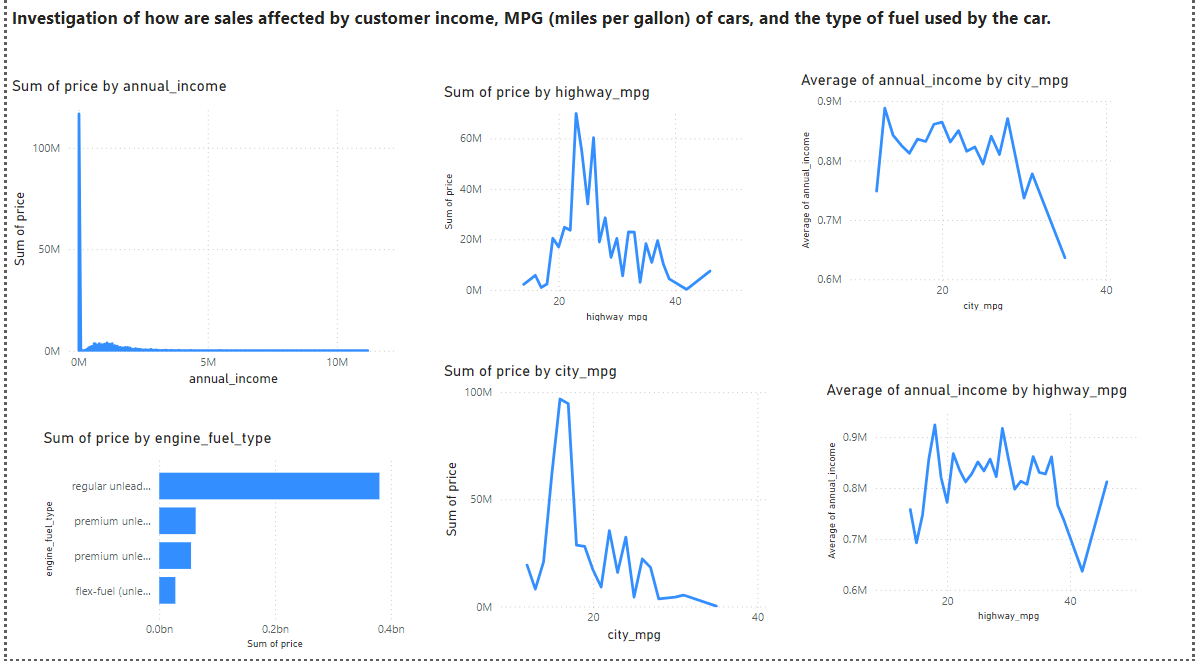 Investigation of how are sales affected by customer income, MPG (miles per gallon) of cars, and the type of fuel used by the car.
Sum of price by annual_income
100M
50M
0M
Sum of price
0M
5M
10M
annual_income
Sum of price by highway_mpg
60M
40M
20M
0M
Sum of price
20
40
highway_mpg
Average of annual_income by city_mpg
0.9M
0.8M
0.7M
0.6M
Average of annual_income
20
40
city_mpg
Sum of price by engine_fuel_type
engine_fuel_type
regular unlead...
premium unle...
premium unle...
flex-fuel (unle...
0.0bn
0.2bn
0.4bn
Sum of price
Sum of price by city_mpg
100M
50M
0M
Sum of price
20
40
city_mpg
Average of annual_income by highway_mpg
0.9M
0.8M
0.7M
0.6M
Average of annual_income
20
40
highway_mpg